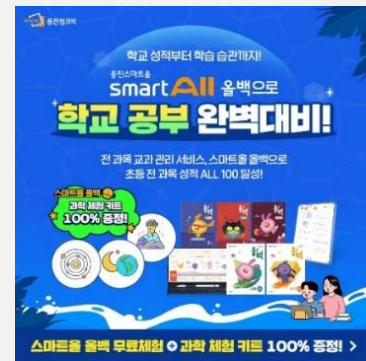 웅진씽크빅
학교 성적부터 학습 습관까지!
웅진스마트올
smart All 올백으로
학교 공부 완벽대비!
전 과목 교과 관리 서비스, 스마트올 올백으로
초등 전 과목 성적 ALL 100 달성!
스마트올 올백
과학 체험 키트
100% 증정!
스마트올 올백 무료체험 + 과학 체험 키트 100% 증정! >